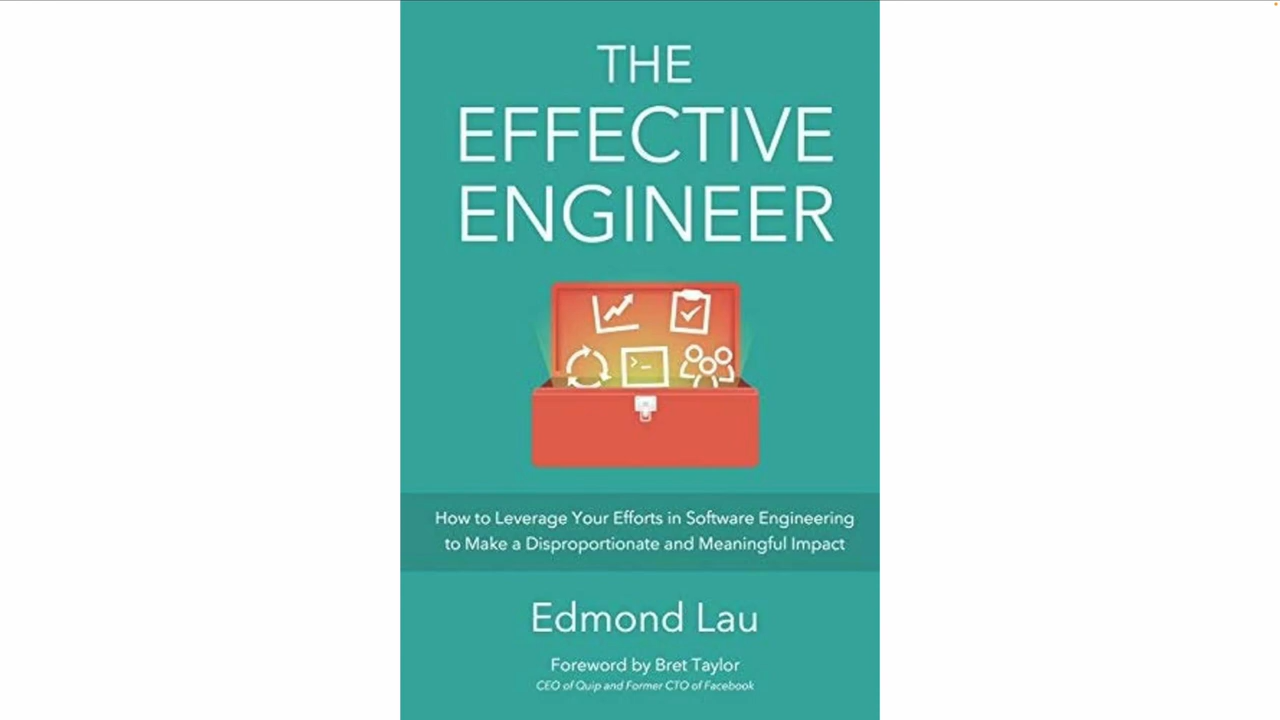 THE
EFFECTIVE
ENGINEER
How to Leverage Your Efforts in Software Engineering
to Make a Disproportionate and Meaningful Impact
Edmond Lau
Foreword by Bret Taylor
CEO of Quip and Former CTO of Facebook